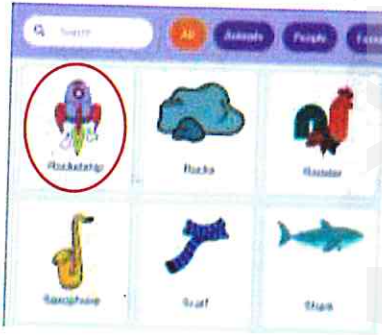 Search
All Animals People
Rocketship Rocks Rooster
Saxophone Scarf Shark